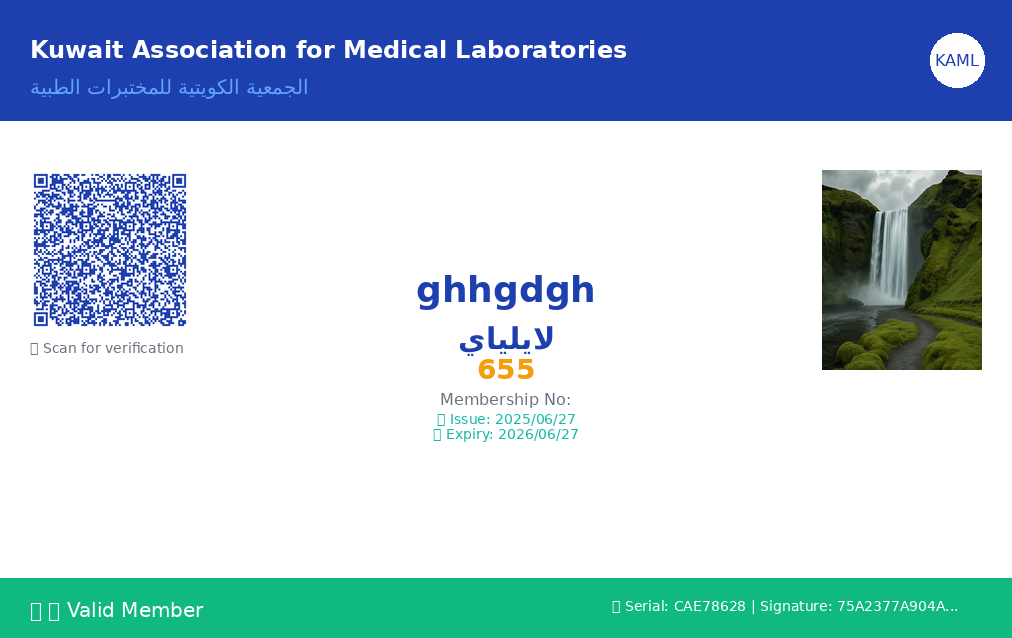 Kuwait Association for Medical Laboratories
الجمعية الكويتية للمختبرات الطبية
KAML
Scan for verification
ghhgdgh
لايلياي
655
Membership No:
Issue: 2025/06/27
Expiry: 2026/06/27
Valid Member
Serial: CAE78628 | Signature: 75A2377A904A...